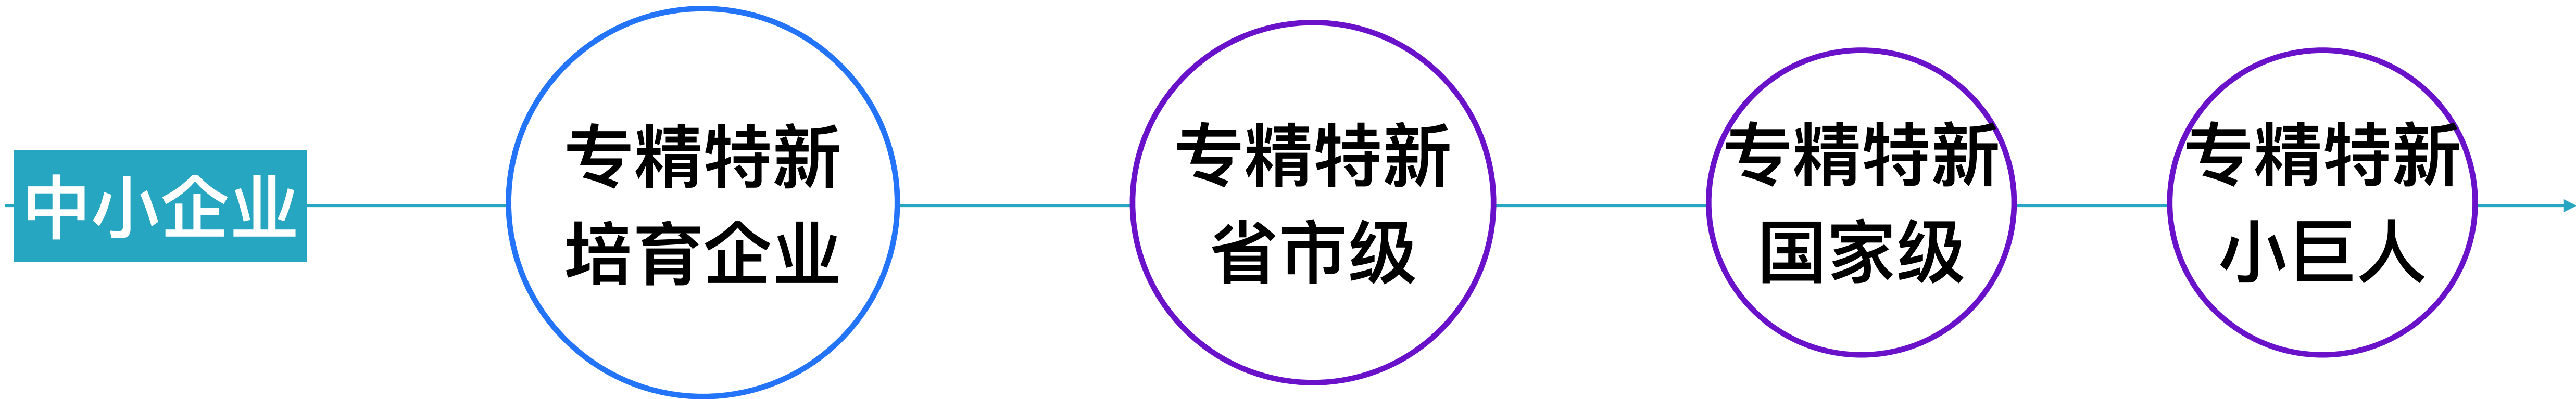 中小企业
专精特新
培育企业
专精特新
省市级
专精特新
国家级
专精特新
小巨人